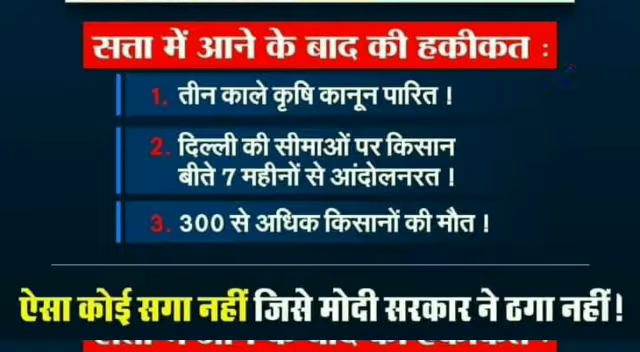 सत्ता में आने के बाद की हकीकत :
1. तीन काले कृषि कानून पारित !
2. दिल्ली की सीमाओं पर किसान
बीते 7 महीनों से आंदोलनरत !
3. 300 से अधिक किसानों की मौत !
ऐसा कोई सगा नहीं जिसे मोदी सरकार ने ठगा नहीं!